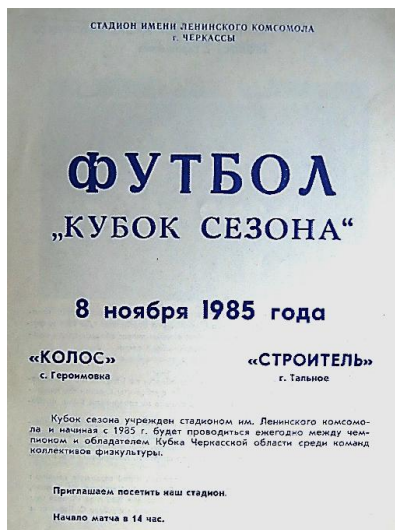 СТАДИОН ИМЕНИ ЛЕНИНСКОГО КОМСОМОЛА
г. ЧЕРКАССЫ
ФУТБОЛ
„КУБОК СЕЗОНА“
8 ноября 1985 года
«КОЛОС» «СТРОИТЕЛЬ»
с. Героимовка г. Тальное
Кубок сезона учрежден стадионом им. Ленинского комсомо-
ла и начиная с 1985 г. будет проводиться ежегодно между чем-
пионом и обладателем Кубка Черкасской области среди команд
коллективов физкультуры.
Приглашаем посетить наш стадион.
Начало матча в 14 час.